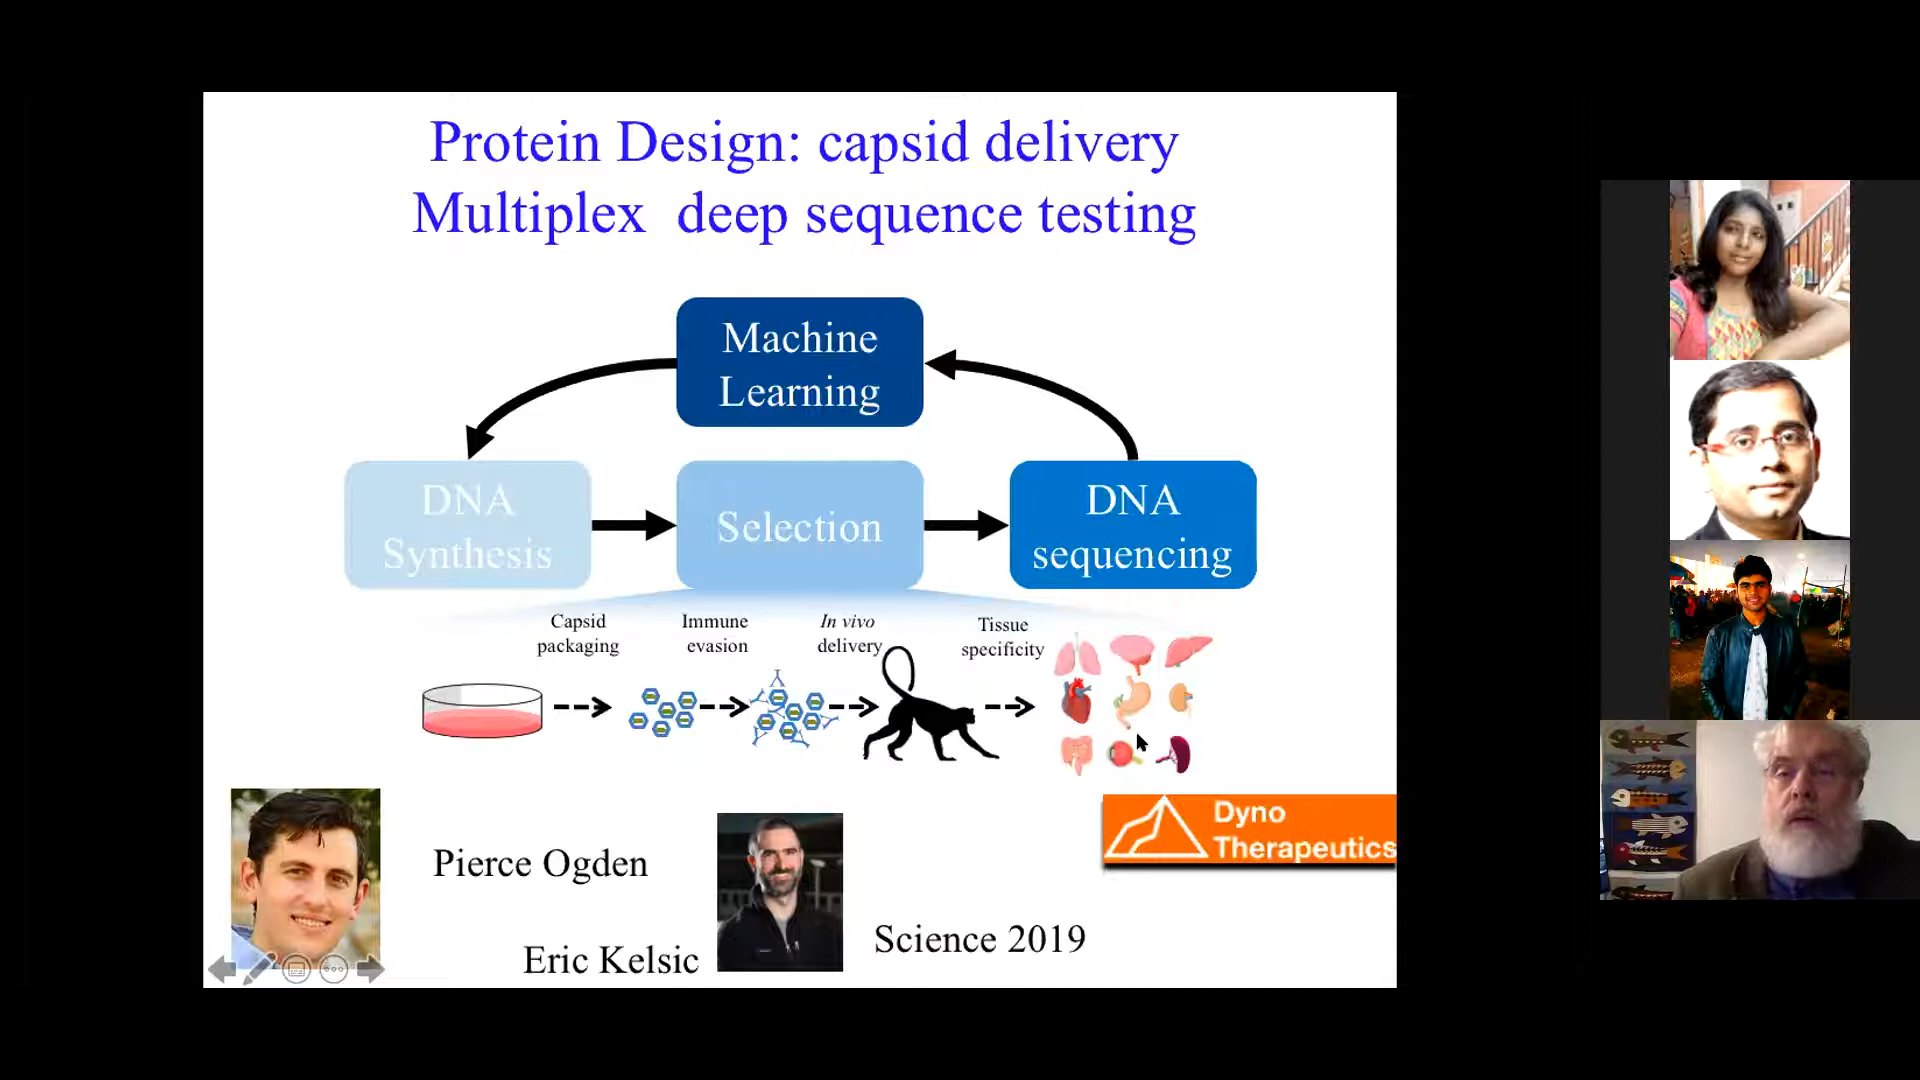 Protein Design: capsid delivery
Multiplex deep sequence testing
Machine
Learning
DNA
Synthesis
Selection
DNA
sequencing
Capsid
packaging
Immune
evasion
In vivo
delivery
Tissue
specificity
Dyno
Therapeutics
Pierce Ogden
Eric Kelsic
Science 2019